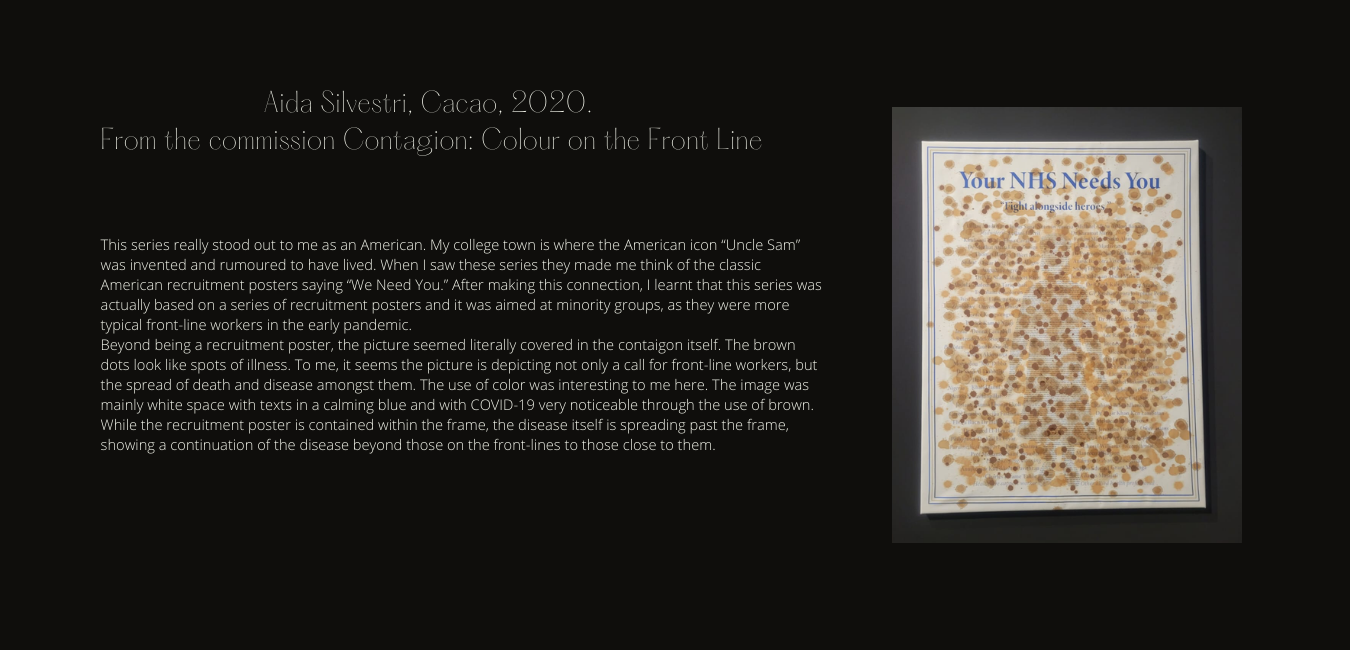 Aida Silvestri, Cacao, 2020.
From the commission Contagion: Colour on the Front Line
This series really stood out to me as an American. My college town is where the American icon “Uncle Sam”
was invented and rumoured to have lived. When I saw these series they made me think of the classic
American recruitment posters saying “We Need You.” After making this connection, I learnt that this series was
actually based on a series of recruitment posters and it was aimed at minority groups, as they were more
typical front-line workers in the early pandemic.
Beyond being a recruitment poster, the picture seemed literally covered in the contaigon itself. The brown
dots look like spots of illness. To me, it seems the picture is depicting not only a call for front-line workers, but
the spread of death and disease amongst them. The use of color was interesting to me here. The image was
mainly white space with texts in a calming blue and with COVID-19 very noticeable through the use of brown.
While the recruitment poster is contained within the frame, the disease itself is spreading past the frame,
showing a continuation of the disease beyond those on the front-lines to those close to them.
Your NHS Needs You
"Fight alongside heroes."